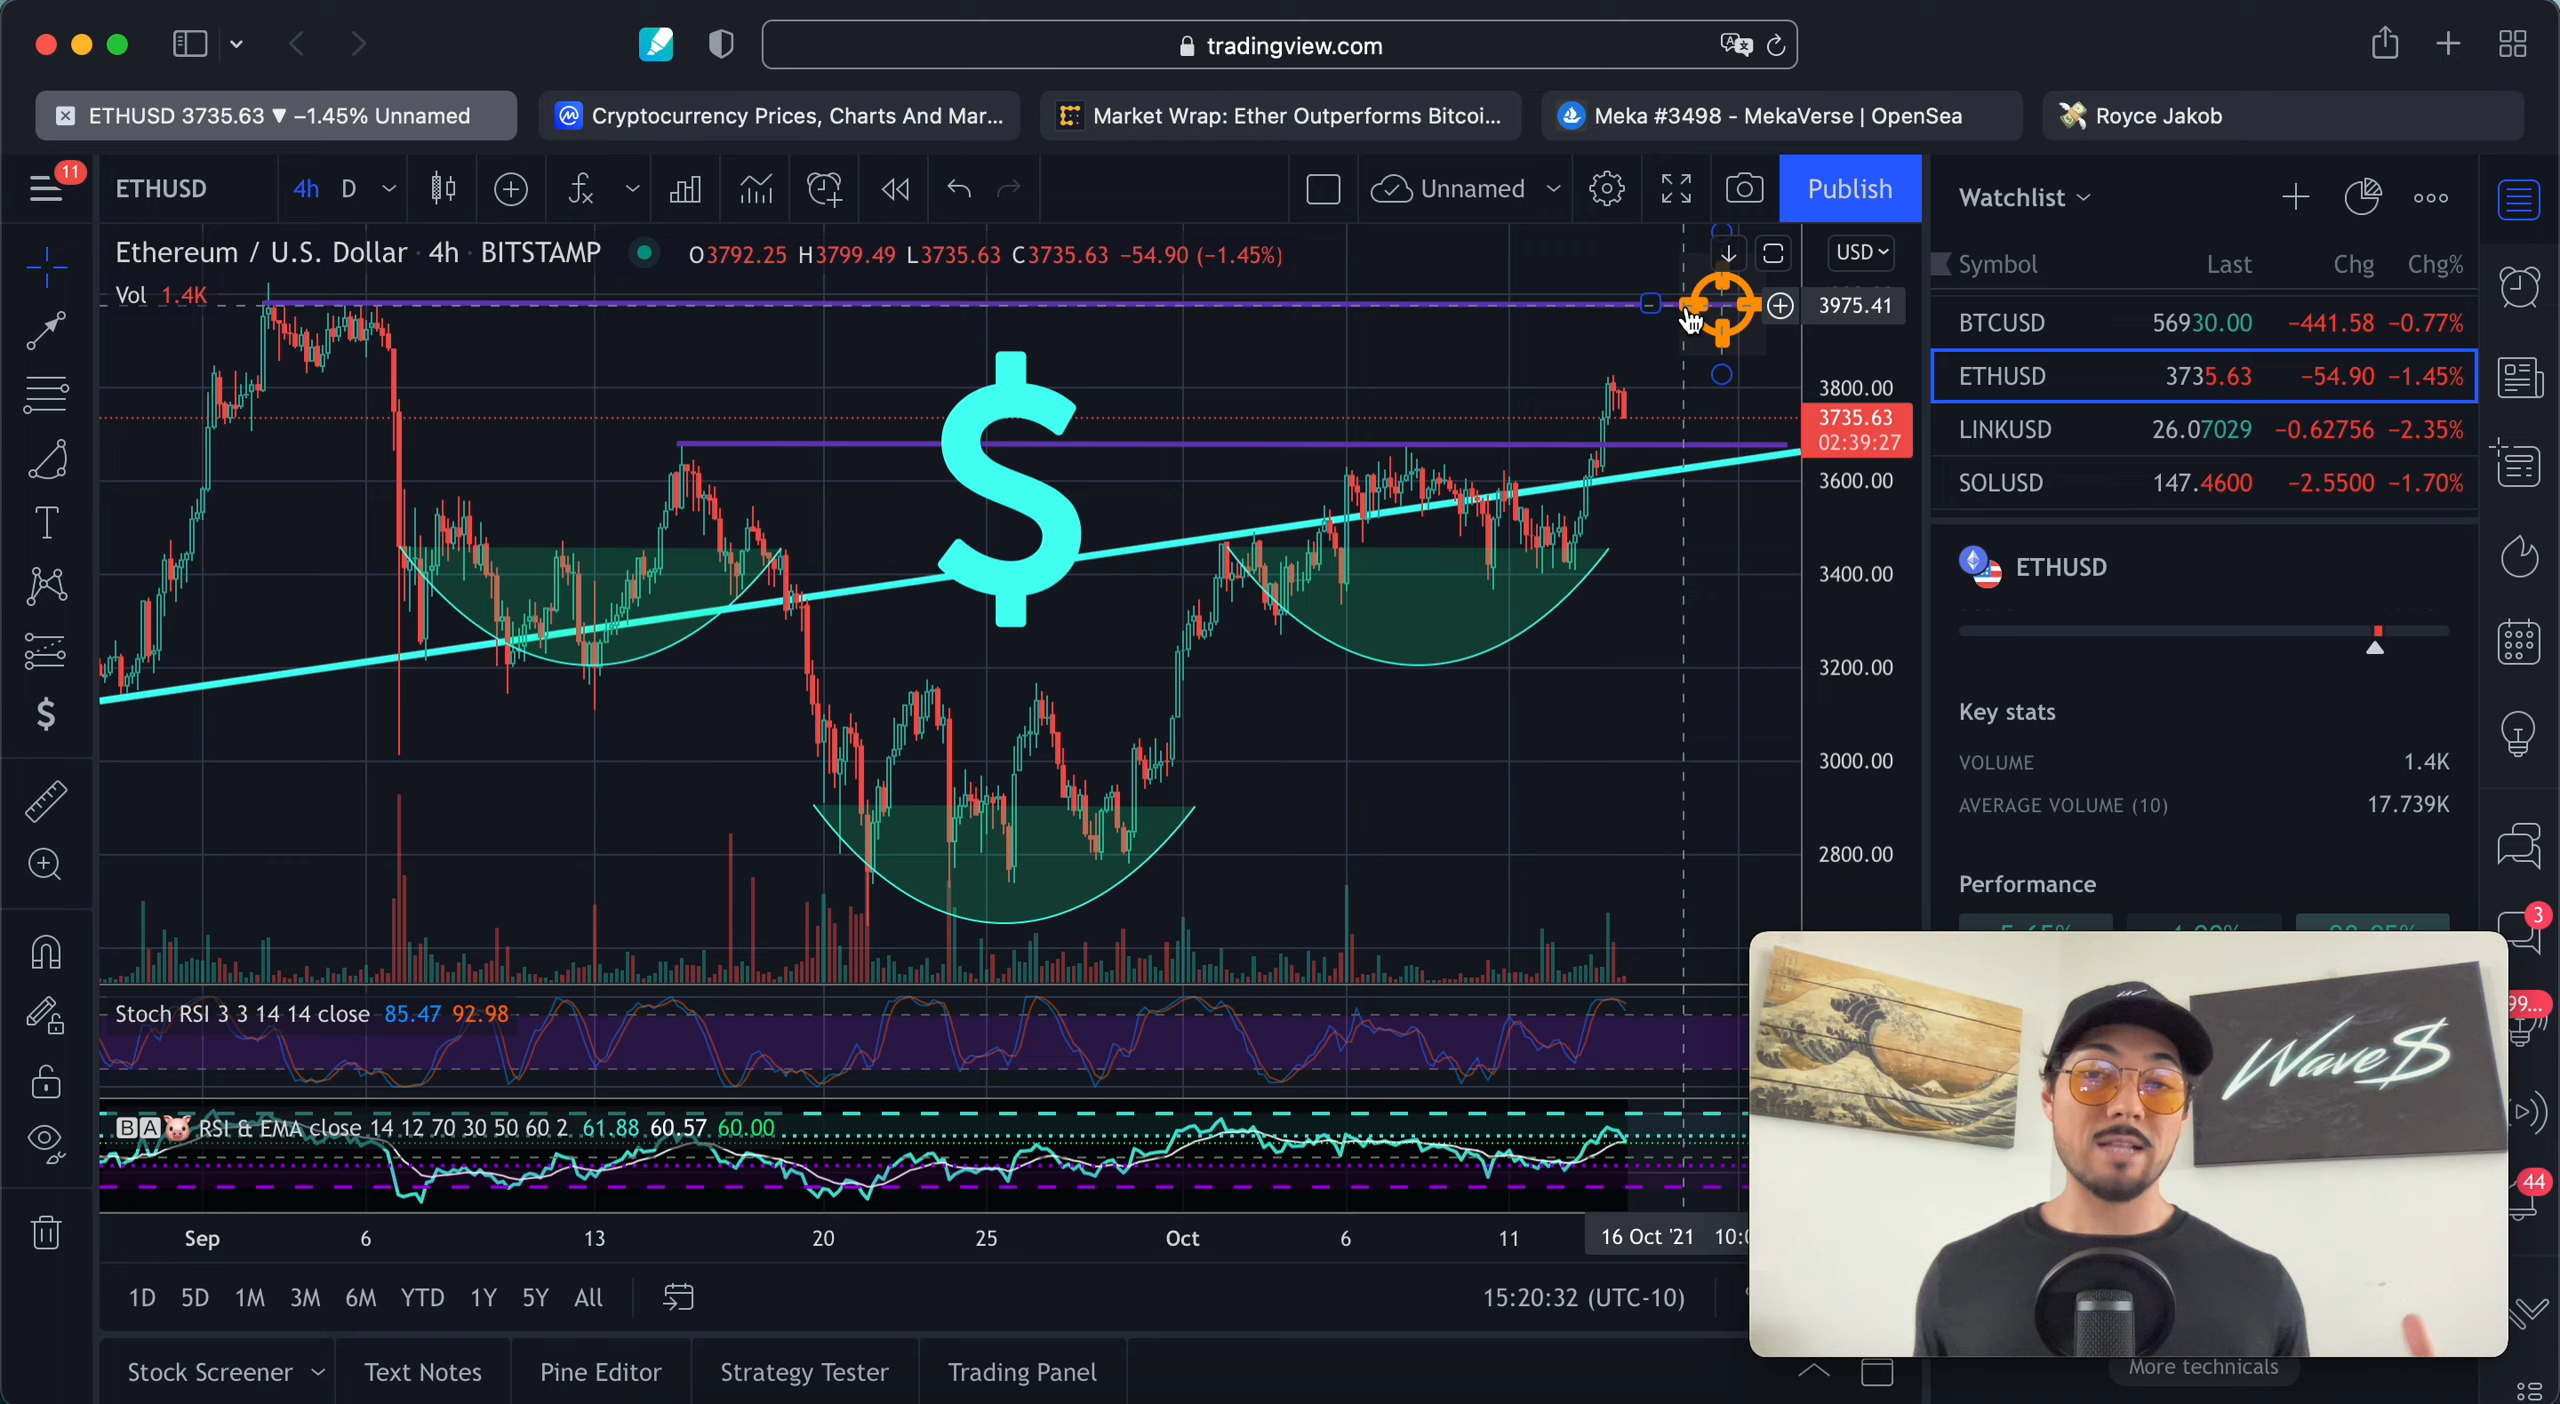 tradingview.com
ETHUSD 3735.63 ▼ −1.45% Unnamed
Cryptocurrency Prices, Charts And Mar...
Market Wrap: Ether Outperforms Bitcoi...
Meka #3498 - MekaVerse | OpenSea
Royce Jakob
11
ETHUSD
4h
D
Unnamed
Publish
Ethereum / U.S. Dollar · 4h · BITSTAMP
O3792.25 H3799.49 L3735.63 C3735.63 −54.90 (−1.45%)
USD
Vol 1.4K
3975.41
3800.00
3735.63
02:39:27
3600.00
3400.00
3200.00
3000.00
2800.00
$
Stoch RSI 3 3 14 14 close 85.47 92.98
B A RSI & EMA close 14 12 70 30 50 60 2 61.88 60.57 60.00
Sep 6 13 20 25 Oct 6 11 16 Oct '21
1D 5D 1M 3M 6M YTD 1Y 5Y All
15:20:32 (UTC-10)
Stock Screener
Text Notes
Pine Editor
Strategy Tester
Trading Panel
Watchlist
Symbol Last Chg Chg%
BTCUSD 56930.00 −441.58 −0.77%
ETHUSD 3735.63 −54.90 −1.45%
LINKUSD 26.07029 −0.62756 −2.35%
SOLUSD 147.4600 −2.5500 −1.70%
ETHUSD
Key stats
VOLUME 1.4K
AVERAGE VOLUME (10) 17.739K
Performance
3
99...
44
Wave$
More technicals